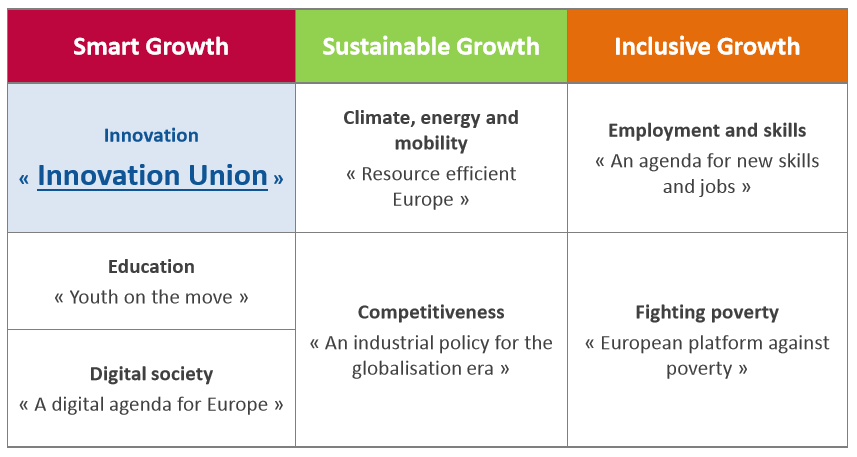 Smart Growth
Sustainable Growth
Inclusive Growth
Innovation
« Innovation Union »
Climate, energy and
mobility
« Resource efficient
Europe »
Employment and skills
« An agenda for new skills
and jobs »
Education
« Youth on the move »
Digital society
« A digital agenda for Europe »
Competitiveness
« An industrial policy for the
globalisation era »
Fighting poverty
« European platform against
poverty »